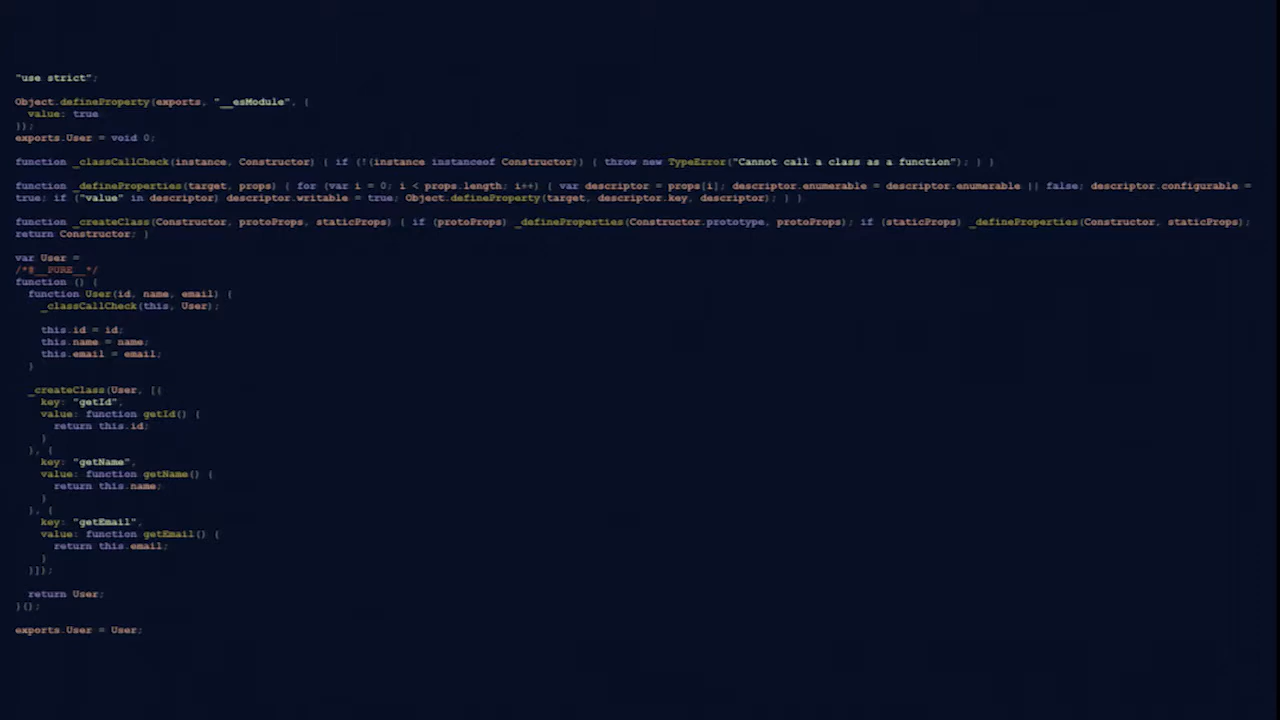 "use strict";
Object.defineProperty(exports, "__esModule", {
  value: true
});
exports.User = void 0;
function _classCallCheck(instance, Constructor) { if (!(instance instanceof Constructor)) { throw new TypeError("Cannot call a class as a function"); } }
function _defineProperties(target, props) { for (var i = 0; i < props.length; i++) { var descriptor = props[i]; descriptor.enumerable = descriptor.enumerable || false; descriptor.configurable =
true; if ("value" in descriptor) descriptor.writable = true; Object.defineProperty(target, descriptor.key, descriptor); } }
function _createClass(Constructor, protoProps, staticProps) { if (protoProps) _defineProperties(Constructor.prototype, protoProps); if (staticProps) _defineProperties(Constructor, staticProps);
return Constructor; }
var User =
/*#__PURE__*/
function () {
  function User(id, name, email) {
    _classCallCheck(this, User);
    this.id = id;
    this.name = name;
    this.email = email;
  }
  _createClass(User, [{
    key: "getId",
    value: function getId() {
      return this.id;
    }
  }, {
    key: "getName",
    value: function getName() {
      return this.name;
    }
  }, {
    key: "getEmail",
    value: function getEmail() {
      return this.email;
    }
  }]);
  return User;
}();
exports.User = User;